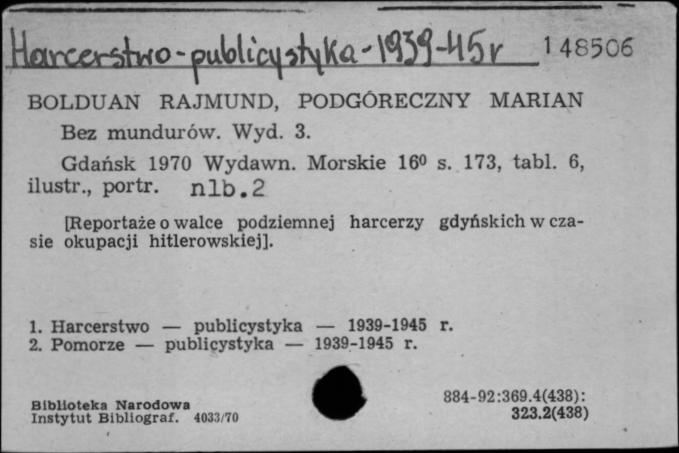 Harcerstwo-publicystyka-1939-45r 148506
BOLDUAN RAJMUND, PODGÓRECZNY MARIAN
Bez mundurów. Wyd. 3.
Gdańsk 1970 Wydawn. Morskie 16⁰ s. 173, tabl. 6,
ilustr., portr. nlb.2
[Reportaże o walce podziemnej harcerzy gdyńskich w cza-
sie okupacji hitlerowskiej].
1. Harcerstwo — publicystyka — 1939-1945 r.
2. Pomorze — publicystyka — 1939-1945 r.
884-92:369.4(438):
323.2(438)
Biblioteka Narodowa
Instytut Bibliograf. 4033/70